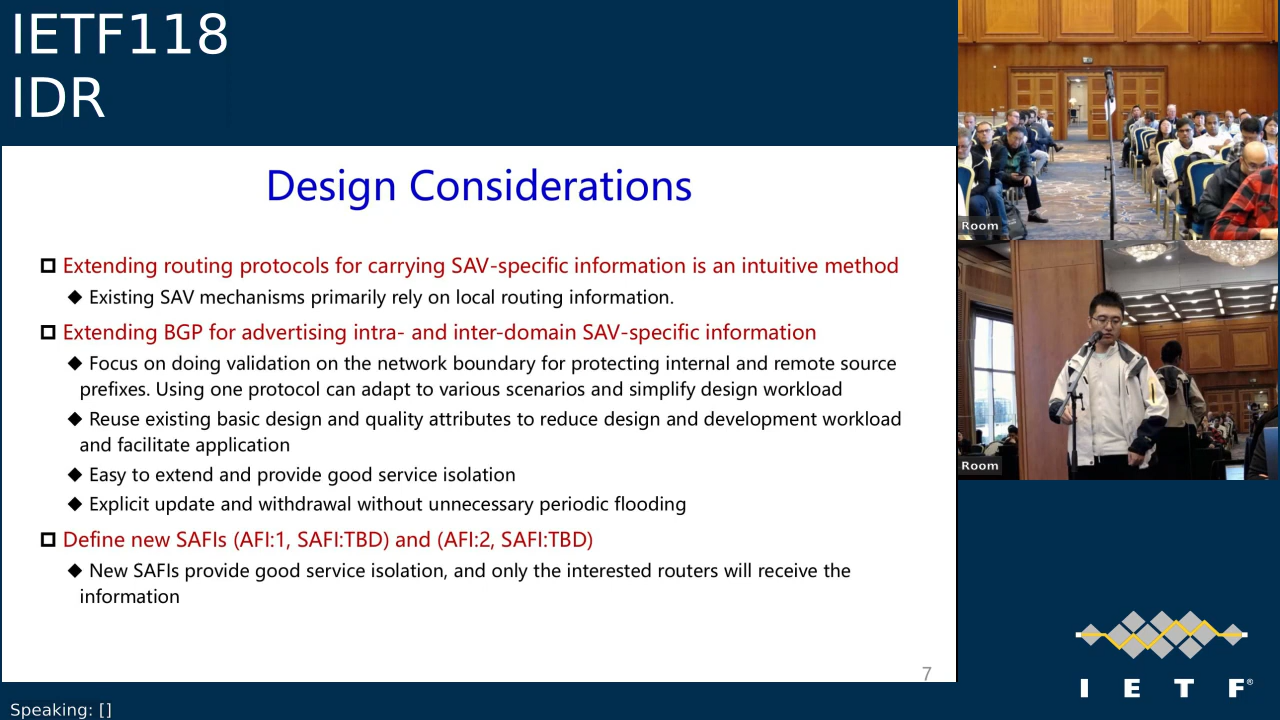 IETF118
IDR
Design Considerations
Extending routing protocols for carrying SAV-specific information is an intuitive method
Existing SAV mechanisms primarily rely on local routing information.
Extending BGP for advertising intra- and inter-domain SAV-specific information
Focus on doing validation on the network boundary for protecting internal and remote source
prefixes. Using one protocol can adapt to various scenarios and simplify design workload
Reuse existing basic design and quality attributes to reduce design and development workload
and facilitate application
Easy to extend and provide good service isolation
Explicit update and withdrawal without unnecessary periodic flooding
Define new SAFIs (AFI:1, SAFI:TBD) and (AFI:2, SAFI:TBD)
New SAFIs provide good service isolation, and only the interested routers will receive the
information
7
Speaking: []
Room
Room
I E T F®